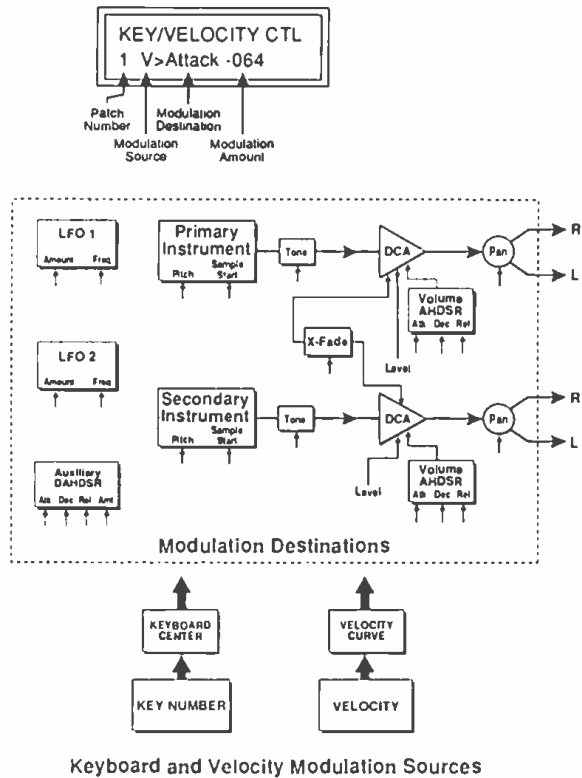 KEY/VELOCITY CTL
1 V>Attack -064
Patch Number
Modulation Source
Modulation Destination
Modulation Amount
LFO 1
Amount Freq
Primary Instrument
Pitch Sample Start
Tone
DCA
Pan
R
L
Volume AHDSR
Atk Dec Rel
X-Fade
Level
LFO 2
Amount Freq
Secondary Instrument
Pitch Sample Start
Tone
DCA
Pan
R
L
Level
Volume AHDSR
Atk Dec Rel
Auxiliary DAHDSR
Atk Dec Rel Amt
Modulation Destinations
KEYBOARD CENTER
VELOCITY CURVE
KEY NUMBER
VELOCITY
Keyboard and Velocity Modulation Sources